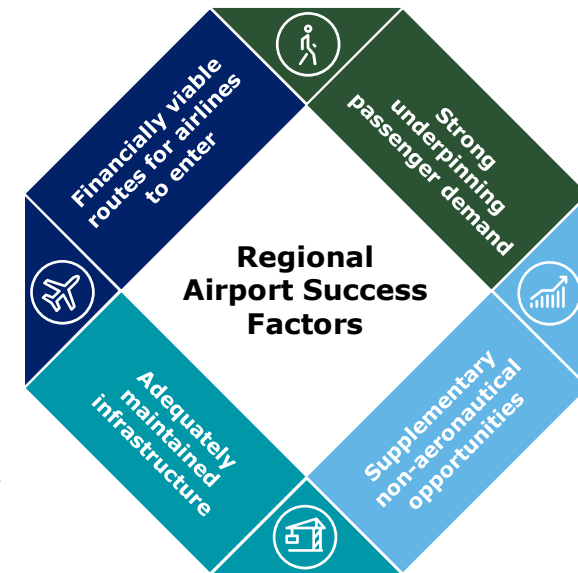 Financially viable
routes for airlines
to enter
Strong
underpinning
passenger demand
Regional
Airport Success
Factors
Adequately
maintained
infrastructure
Supplementary
non-aeronautical
opportunities